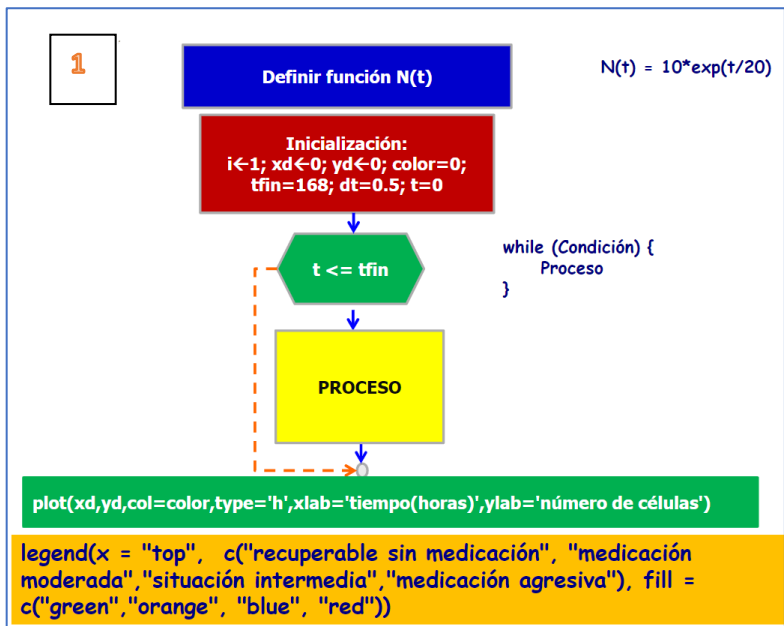 1
Definir función N(t)
N(t) = 10*exp(t/20)
Inicialización:
i←1; xd←0; yd←0; color=0;
tfin=168; dt=0.5; t=0
t <= tfin
while (Condición) {
Proceso
}
PROCESO
plot(xd,yd,col=color,type='h',xlab='tiempo(horas)',ylab='número de células')
legend(x = "top", c("recuperable sin medicación", "medicación
moderada","situación intermedia","medicación agresiva"), fill =
c("green","orange", "blue", "red"))